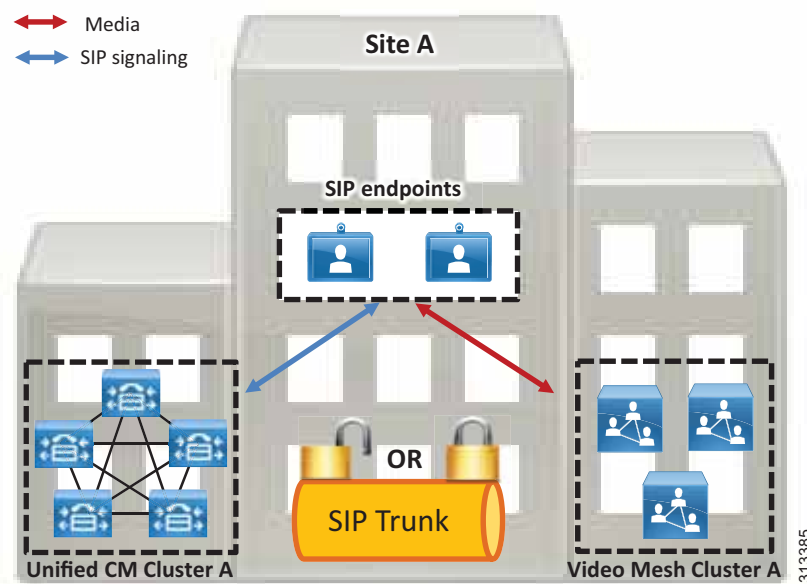 Media
SIP signaling
Site A
SIP endpoints
OR
SIP Trunk
Unified CM Cluster A
Video Mesh Cluster A
313385